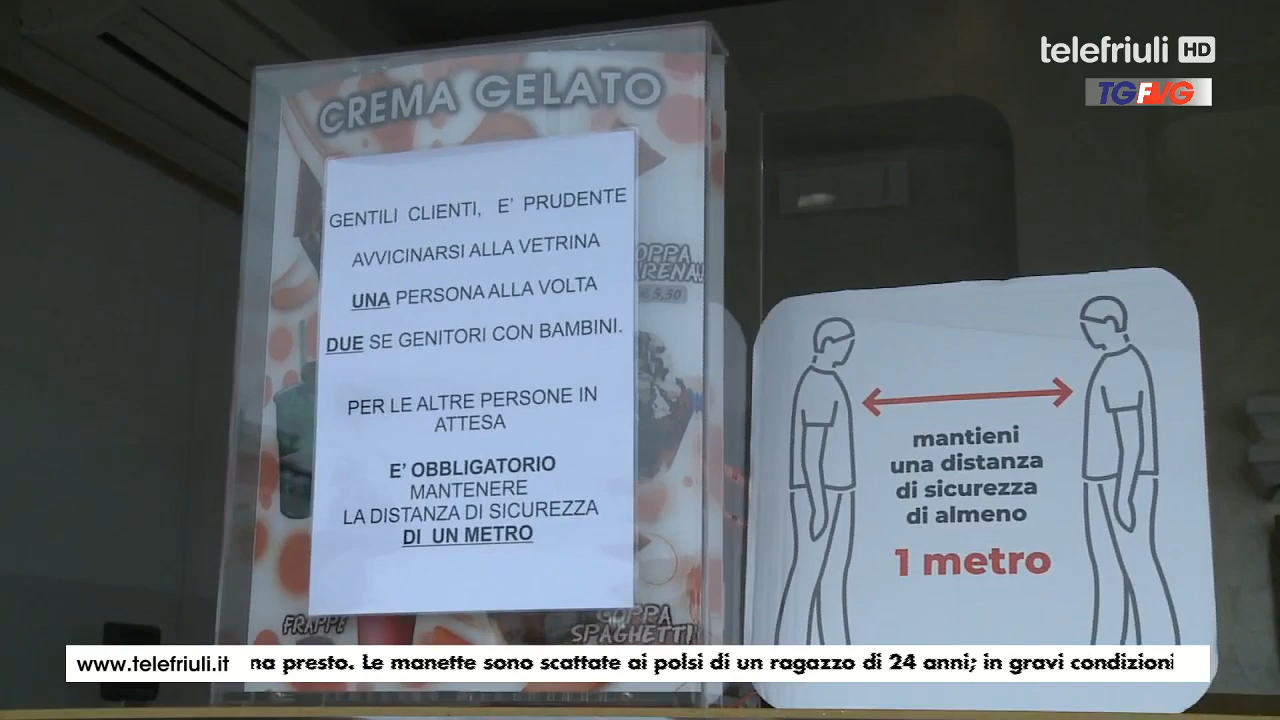 telefriuli HD
TGFVG
CREMA GELATO
GENTILI CLIENTI, E' PRUDENTE
AVVICINARSI ALLA VETRINA
UNA PERSONA ALLA VOLTA
DUE SE GENITORI CON BAMBINI.
PER LE ALTRE PERSONE IN
ATTESA
E' OBBLIGATORIO
MANTENERE
LA DISTANZA DI SICUREZZA
DI UN METRO
€ 5,50
mantieni
una distanza
di sicurezza
di almeno
1 metro
FRAPPE
COPPA
SPAGHETTI
www.telefriuli.it
presto. Le manette sono scattate ai polsi di un ragazzo di 24 anni; in gravi condizioni